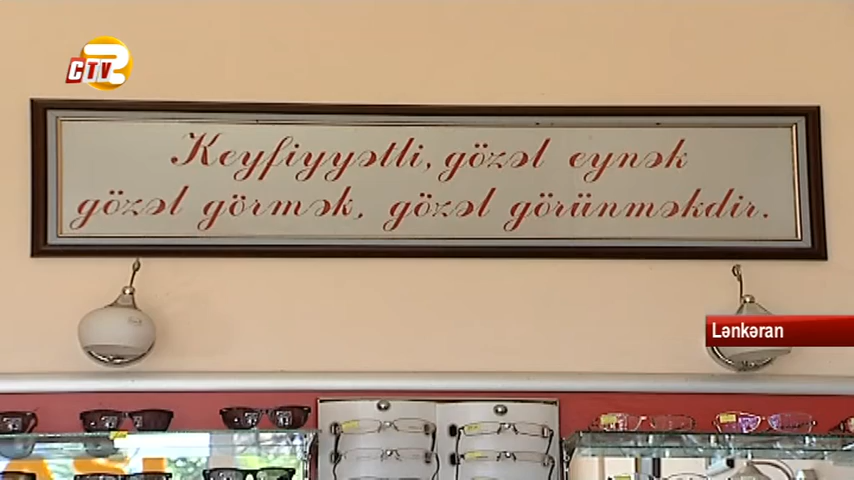 CTV
Keyfiyyətli, gözəl eynək
gözəl görmək, gözəl görünməkdir.
Lənkəran